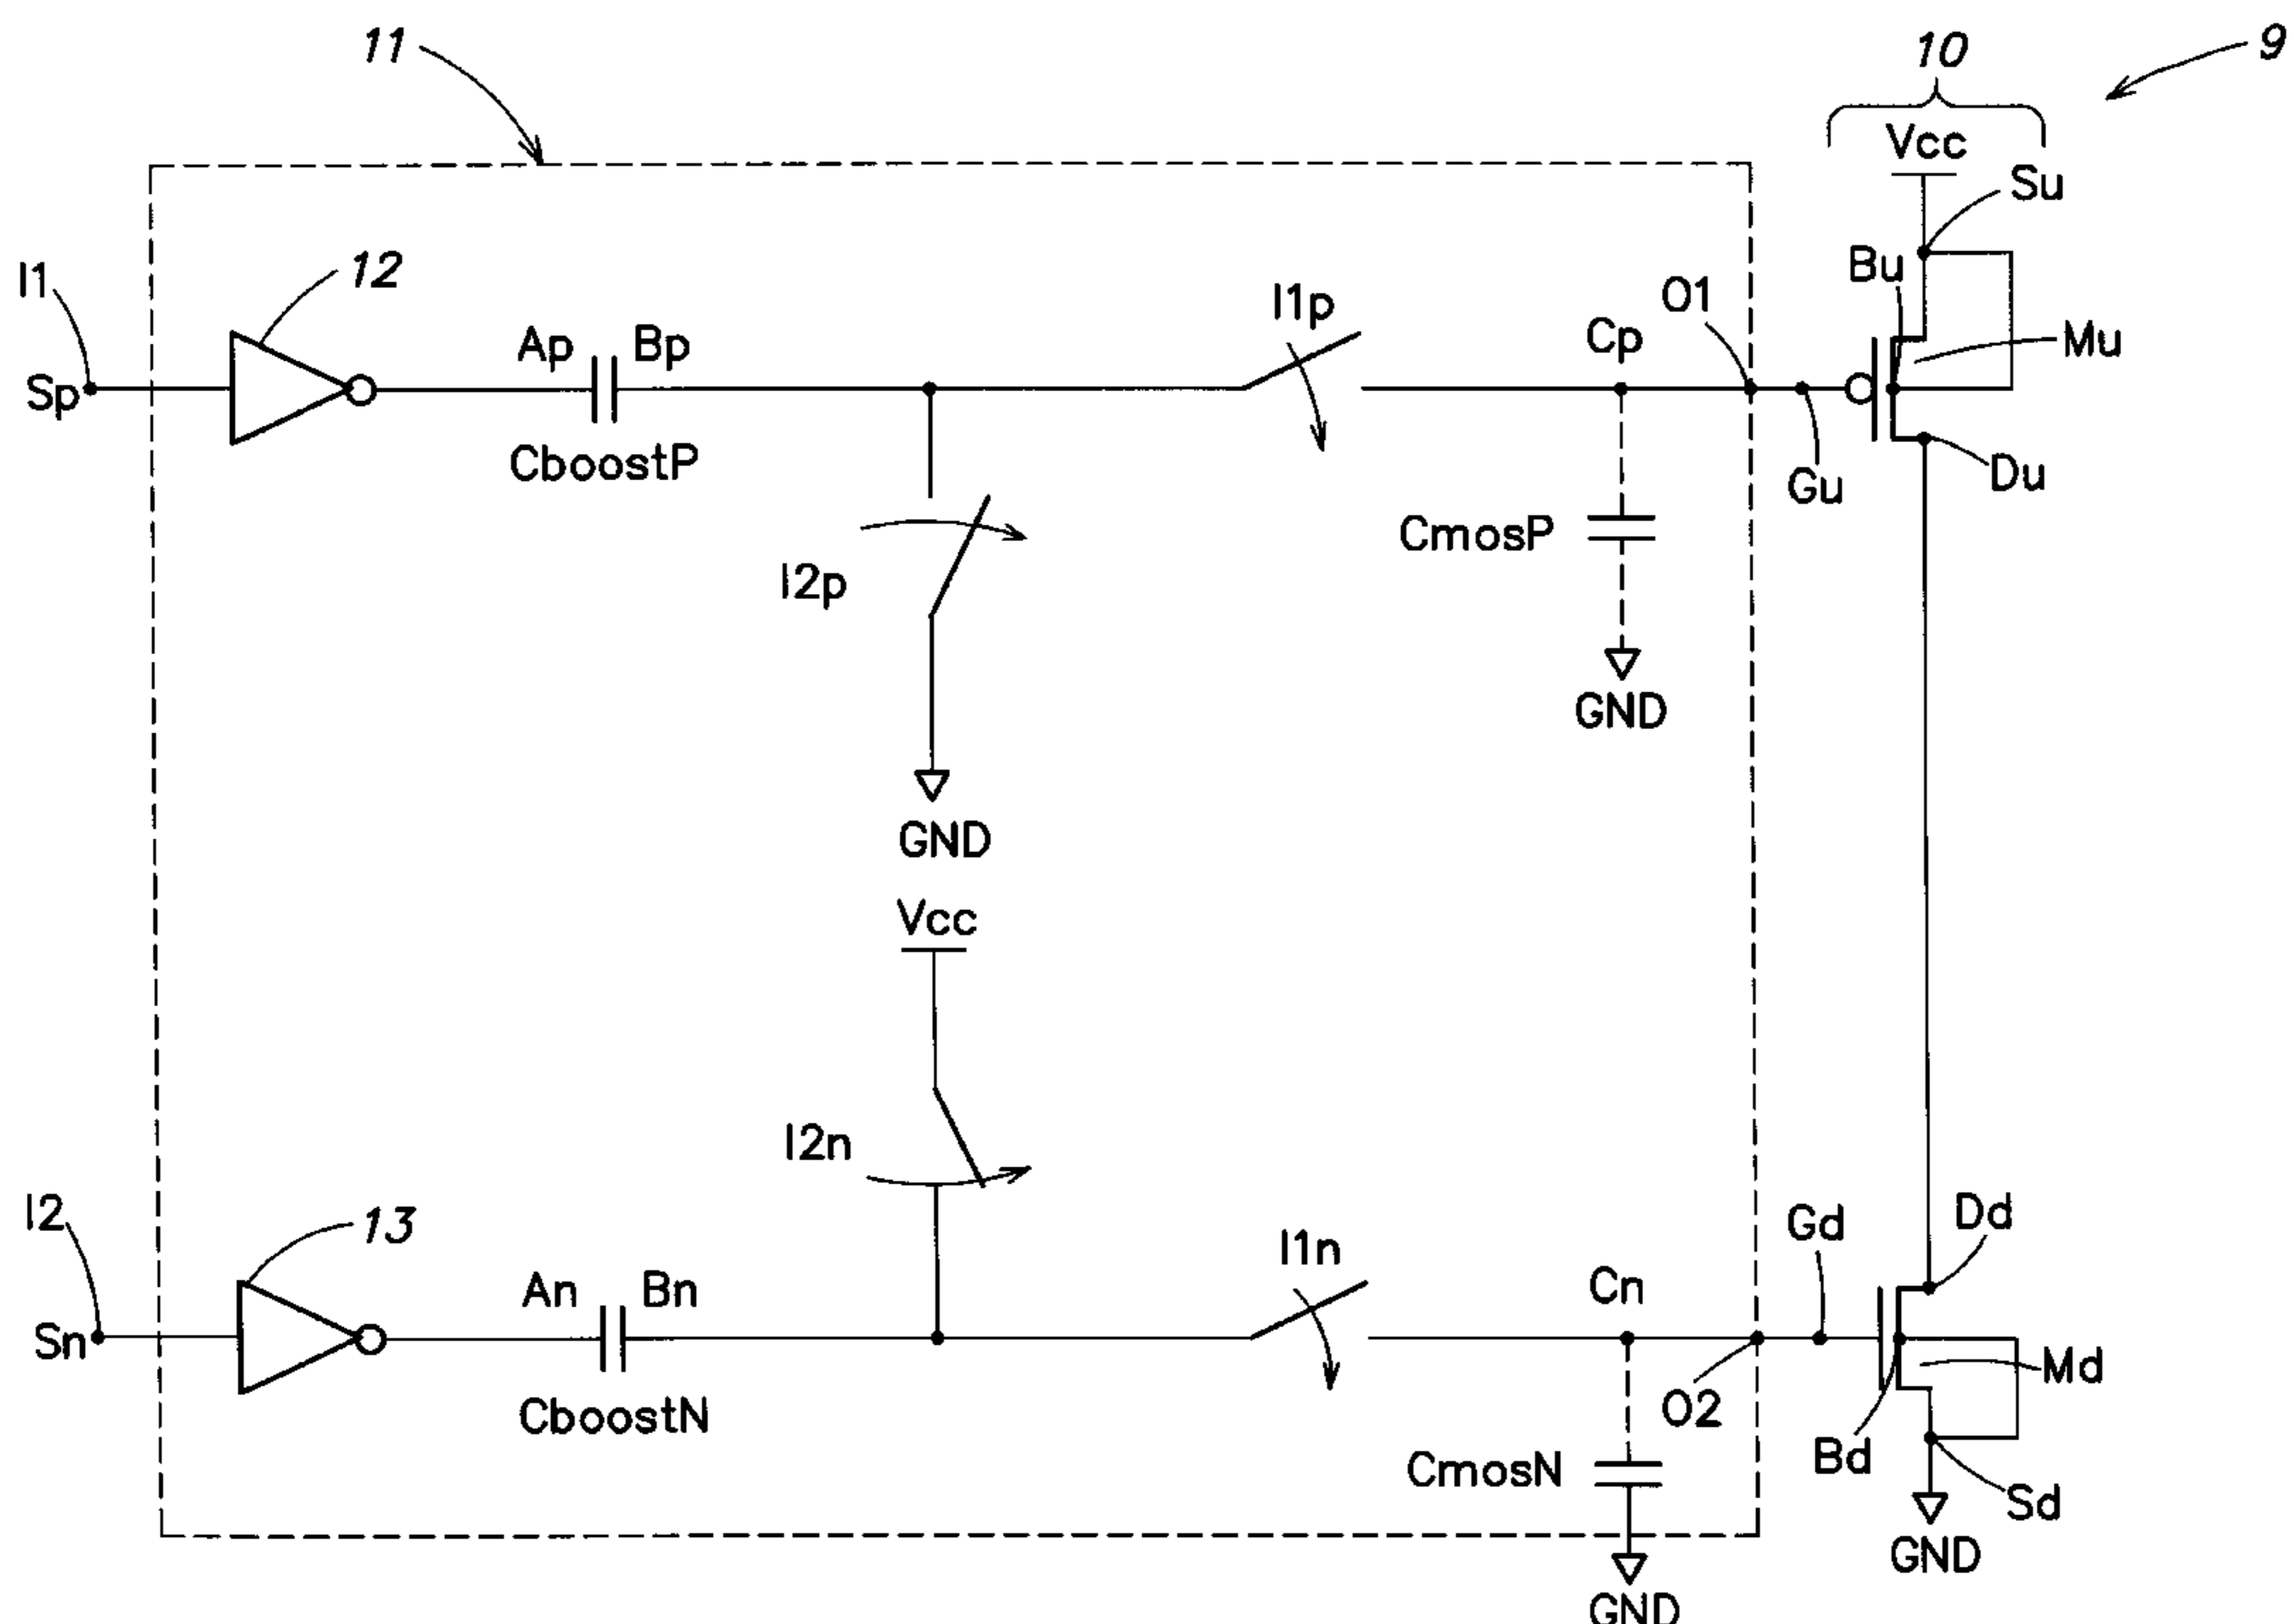 11
10
9
Vcc
Su
I1
12
Bu
O1
I1p
Ap
Bp
Cp
Mu
Sp
CboostP
Gu
Du
CmosP
I2p
GND
GND
Vcc
I2n
I2
13
Gd
Dd
I1n
An
Bn
Cn
Sn
Md
O2
CboostN
Bd
CmosN
Sd
GND
GND